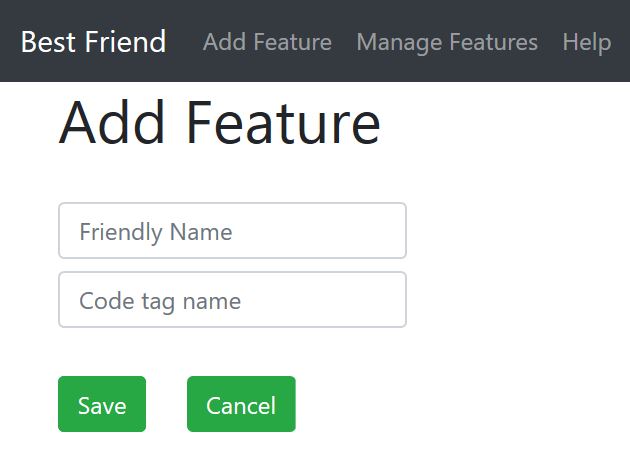 Best Friend Add Feature Manage Features Help
Add Feature
Friendly Name
Code tag name
Save Cancel